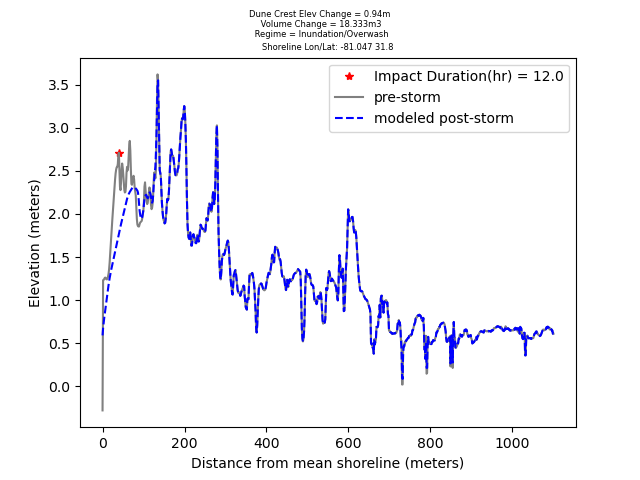 Dune Crest Elev Change = 0.94m
Volume Change = 18.333m3
Regime = Inundation/Overwash
Shoreline Lon/Lat: -81.047 31.8
Impact Duration(hr) = 12.0
pre-storm
modeled post-storm
3.5
3.0
2.5
2.0
1.5
1.0
0.5
0.0
Elevation (meters)
0 200 400 600 800 1000
Distance from mean shoreline (meters)